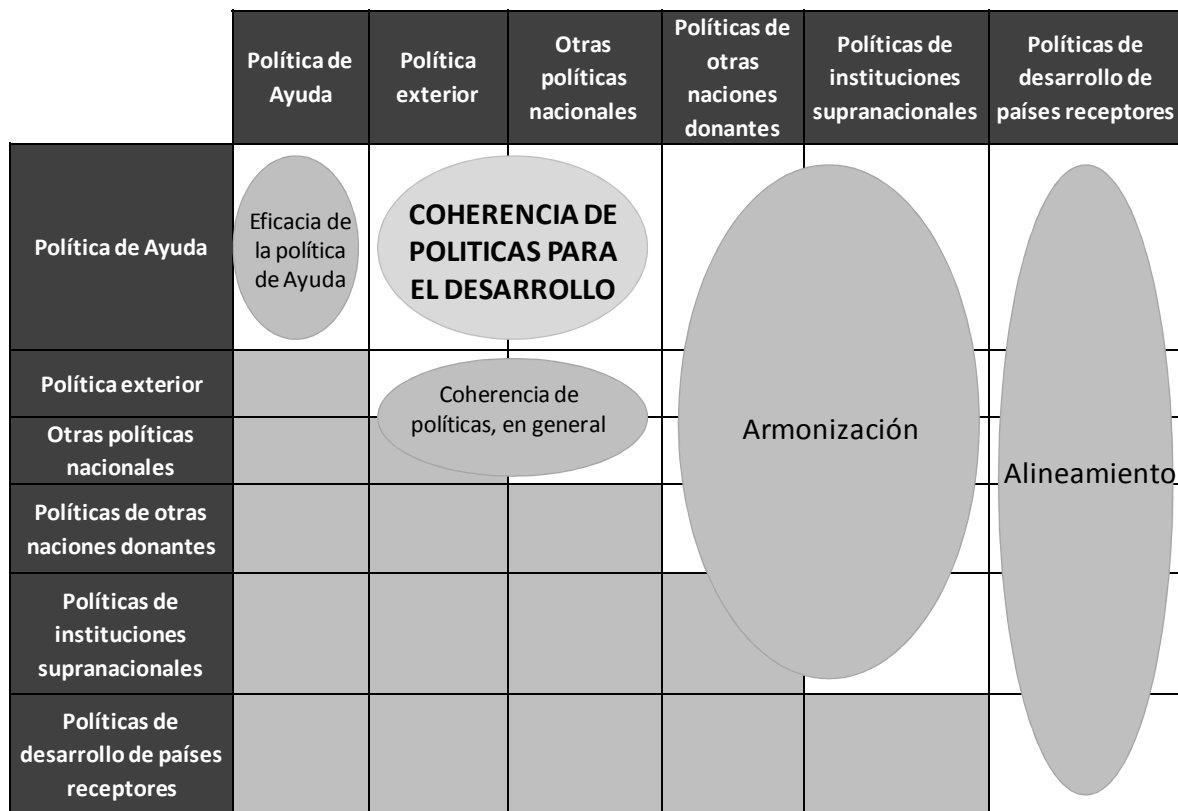 Política de
Ayuda
Política
exterior
Otras
políticas
nacionales
Políticas de
otras
naciones
donantes
Políticas de
instituciones
supranacionales
Políticas de
desarrollo de
países receptores
Política de Ayuda
Eficacia de
la política
de Ayuda
COHERENCIA DE
POLITICAS PARA
EL DESARROLLO
Política exterior
Coherencia de
políticas, en general
Otras políticas
nacionales
Armonización
Alineamiento
Políticas de otras
naciones donantes
Políticas de
instituciones
supranacionales
Políticas de
desarrollo de países
receptores